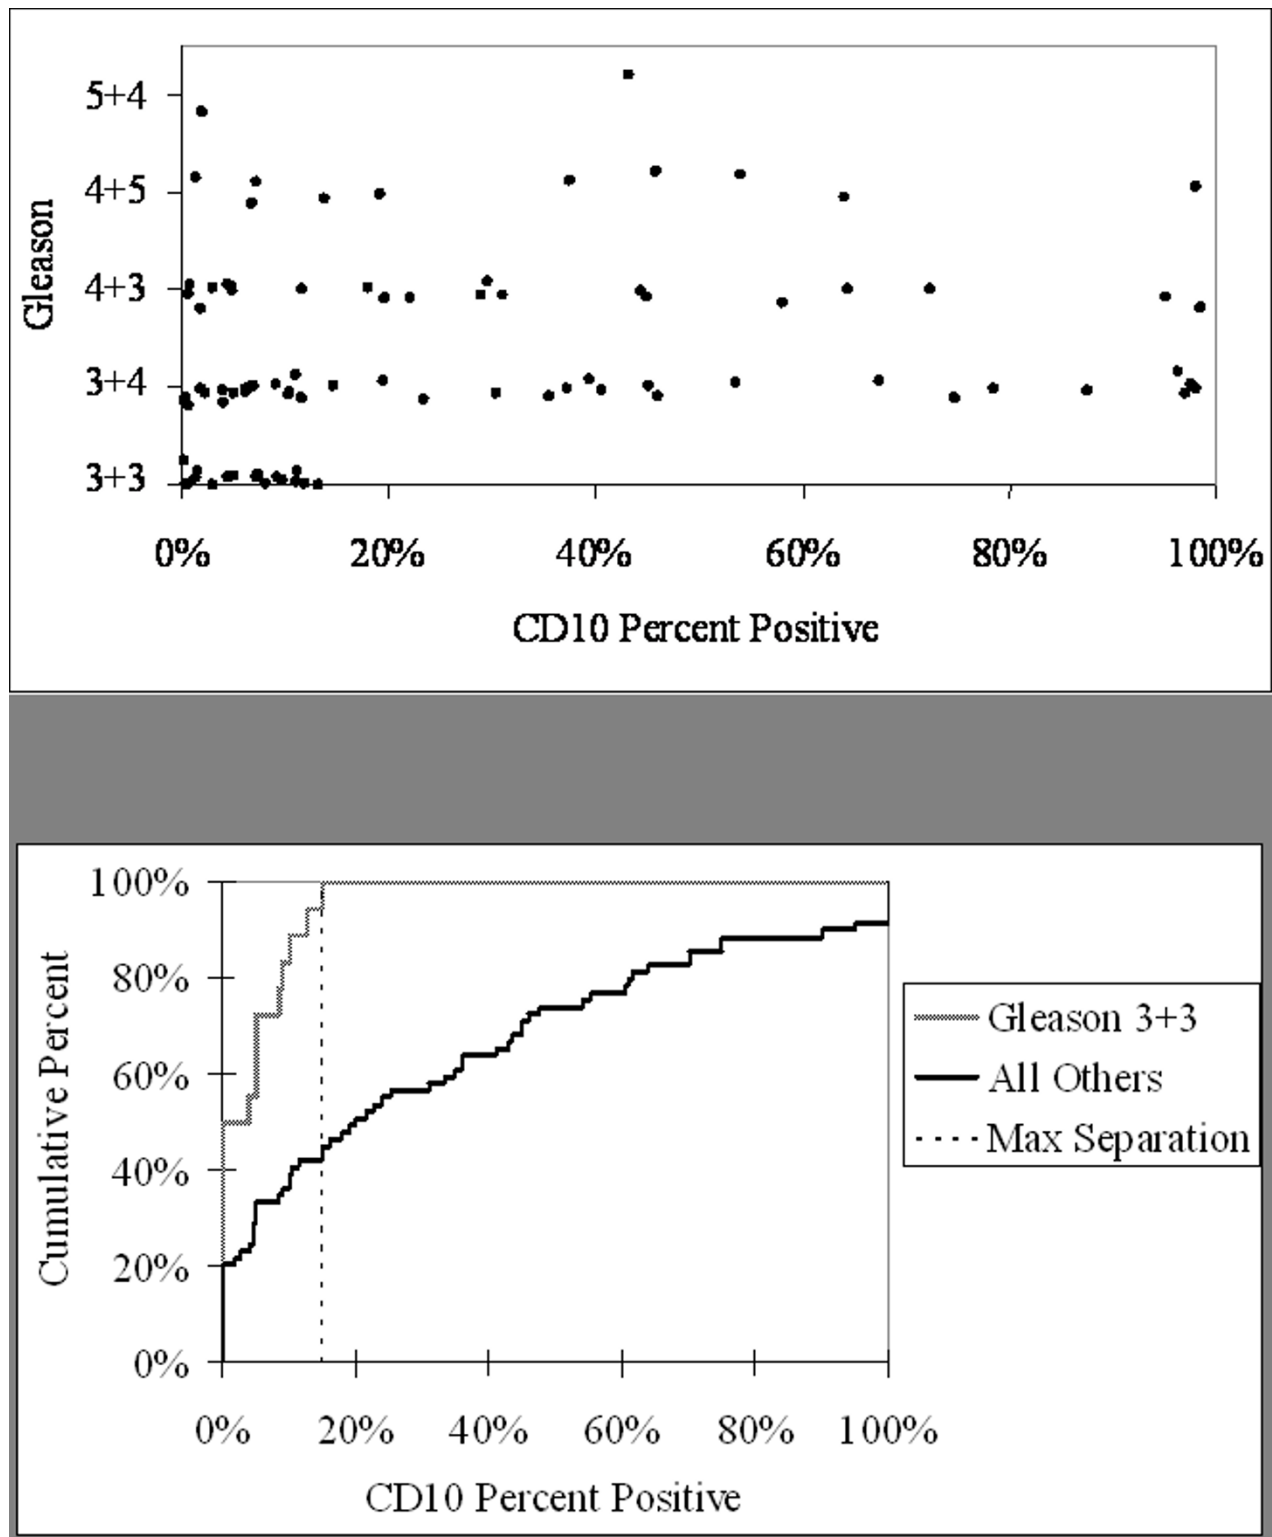 5+4
4+5
4+3
3+4
3+3
Gleason
0% 20% 40% 60% 80% 100%
CD10 Percent Positive
100%
80%
60%
40%
20%
0%
Cumulative Percent
0% 20% 40% 60% 80% 100%
CD10 Percent Positive
Gleason 3+3
All Others
Max Separation